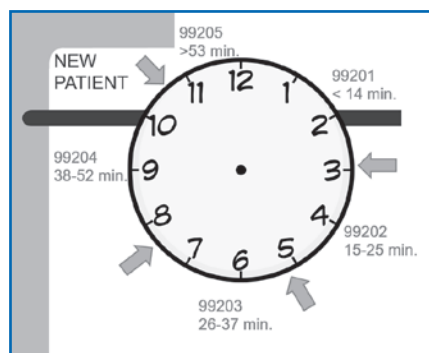 99205
>53 min.
NEW
PATIENT
99201
< 14 min.
12
11
1
10
2
9
3
8
4
7
5
6
99204
38-52 min.
99202
15-25 min.
99203
26-37 min.